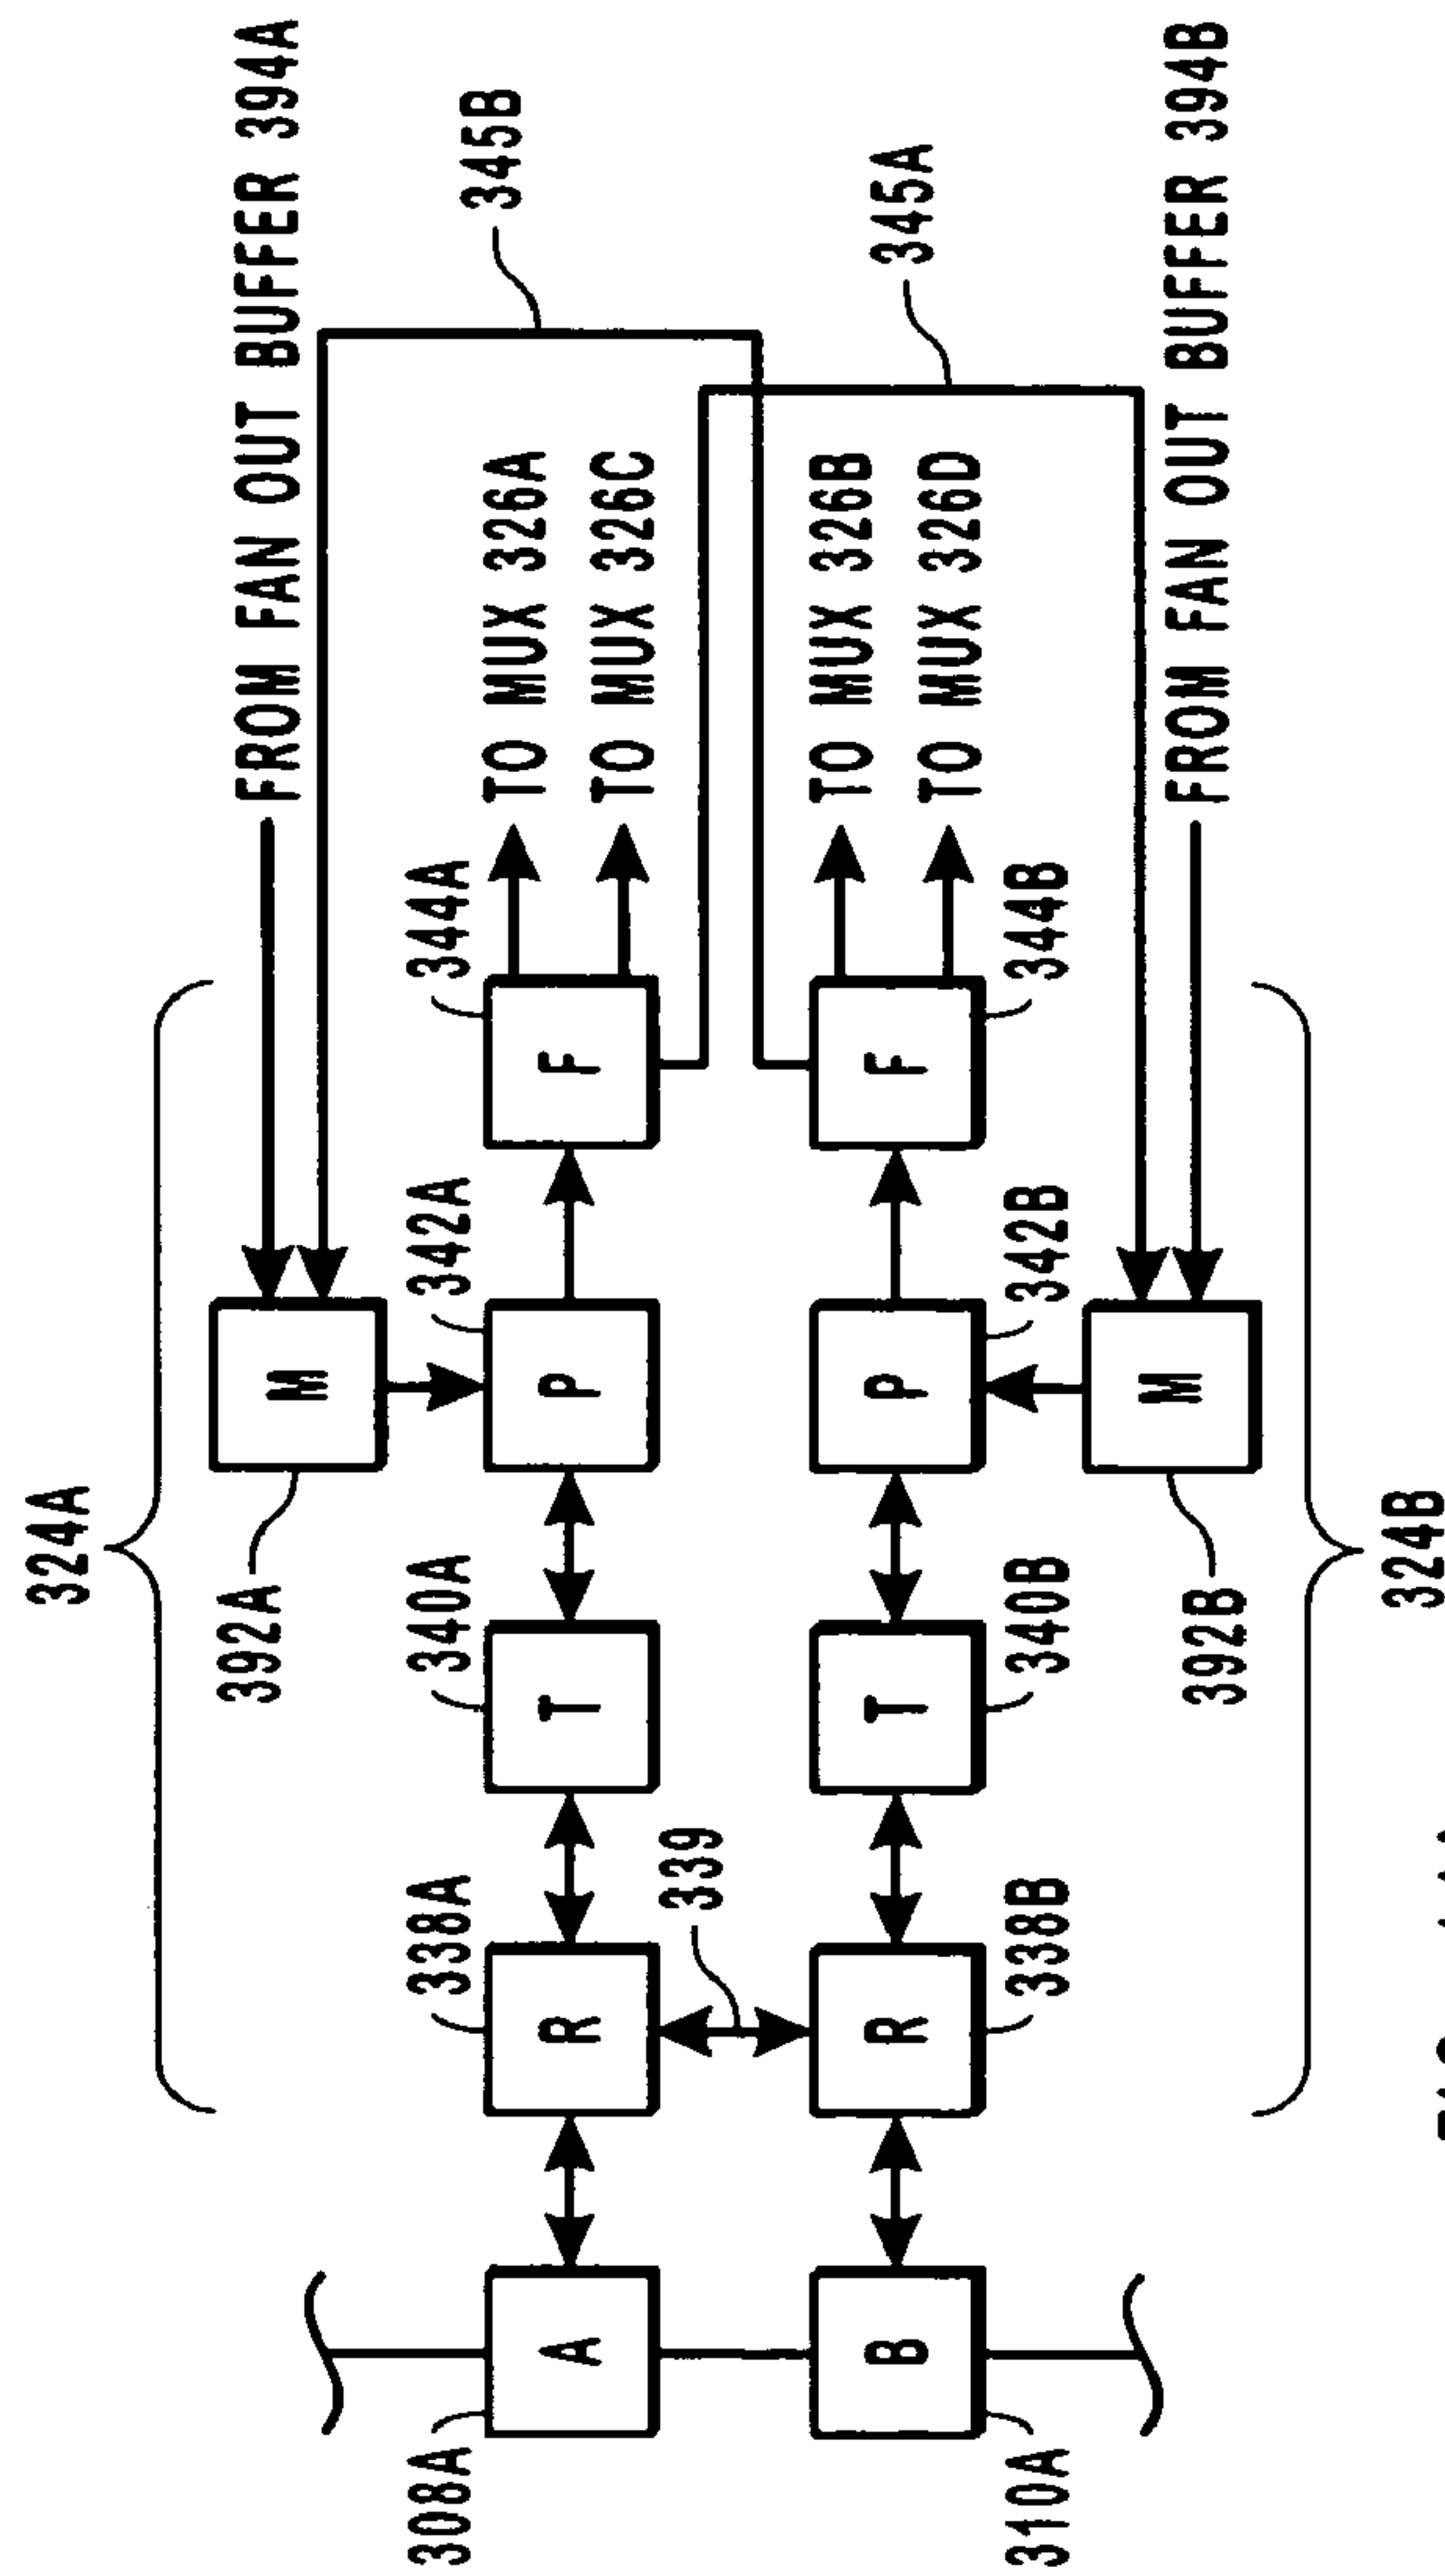 324A
FROM FAN OUT BUFFER 394A
392A
M
345B
308A
338A
340A
342A
344A
TO MUX 326A
A
R
T
P
F
TO MUX 326C
339
345A
TO MUX 326B
B
R
T
P
F
TO MUX 326D
310A
338B
340B
342B
344B
392B
M
FROM FAN OUT BUFFER 394B
324B